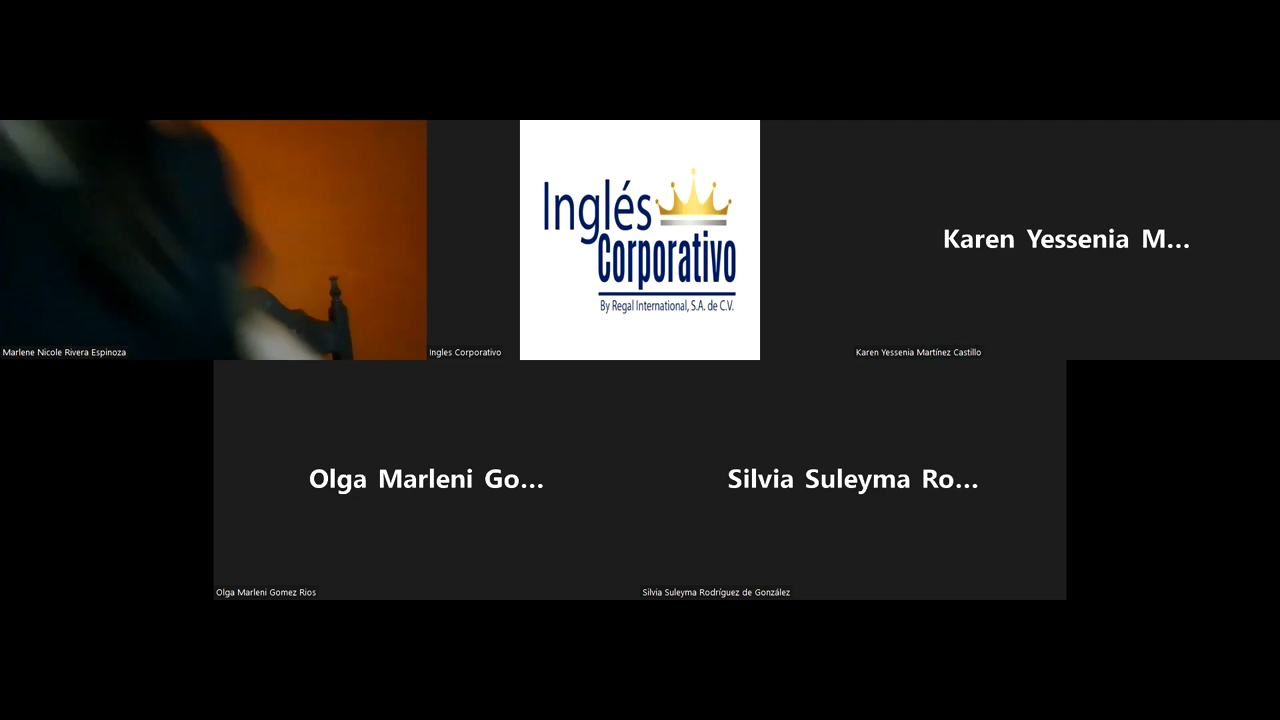 Inglés
Corporativo
By Regal International, S.A. de C.V.
Karen Yessenia M...
Marlene Nicole Rivera Espinoza
Ingles Corporativo
Karen Yessenia Martínez Castillo
Olga Marleni Go...
Silvia Suleyma Ro...
Olga Marleni Gomez Rios
Silvia Suleyma Rodríguez de González